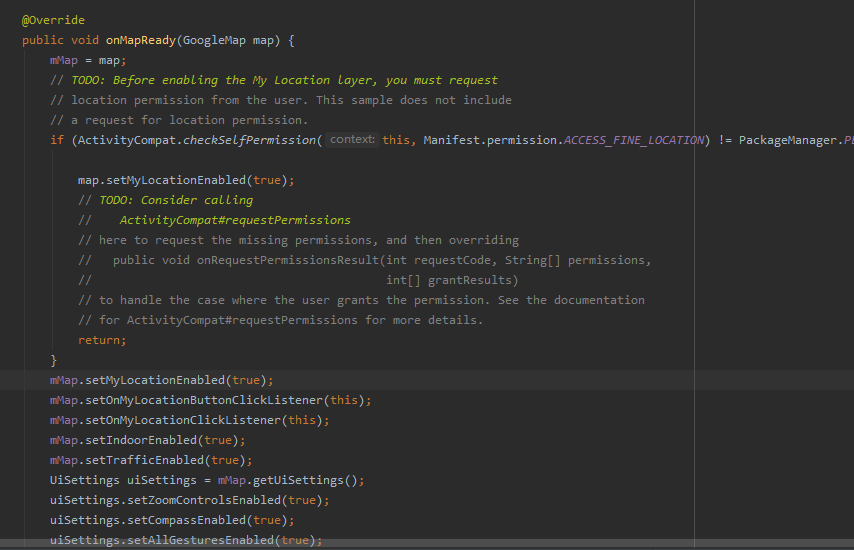 @Override
public void onMapReady(GoogleMap map) {
mMap = map;
// TODO: Before enabling the My Location layer, you must request
// location permission from the user. This sample does not include
// a request for location permission.
if (ActivityCompat.checkSelfPermission( context: this, Manifest.permission.ACCESS_FINE_LOCATION) != PackageManager.
map.setMyLocationEnabled(true);
// TODO: Consider calling
//    ActivityCompat#requestPermissions
// here to request the missing permissions, and then overriding
//   public void onRequestPermissionsResult(int requestCode, String[] permissions,
//                                          int[] grantResults)
// to handle the case where the user grants the permission. See the documentation
// for ActivityCompat#requestPermissions for more details.
return;
}
mMap.setMyLocationEnabled(true);
mMap.setOnMyLocationButtonClickListener(this);
mMap.setOnMyLocationClickListener(this);
mMap.setIndoorEnabled(true);
mMap.setTrafficEnabled(true);
UiSettings uiSettings = mMap.getUiSettings();
uiSettings.setZoomControlsEnabled(true);
uiSettings.setCompassEnabled(true);
uiSettings.setAllGesturesEnabled(true);